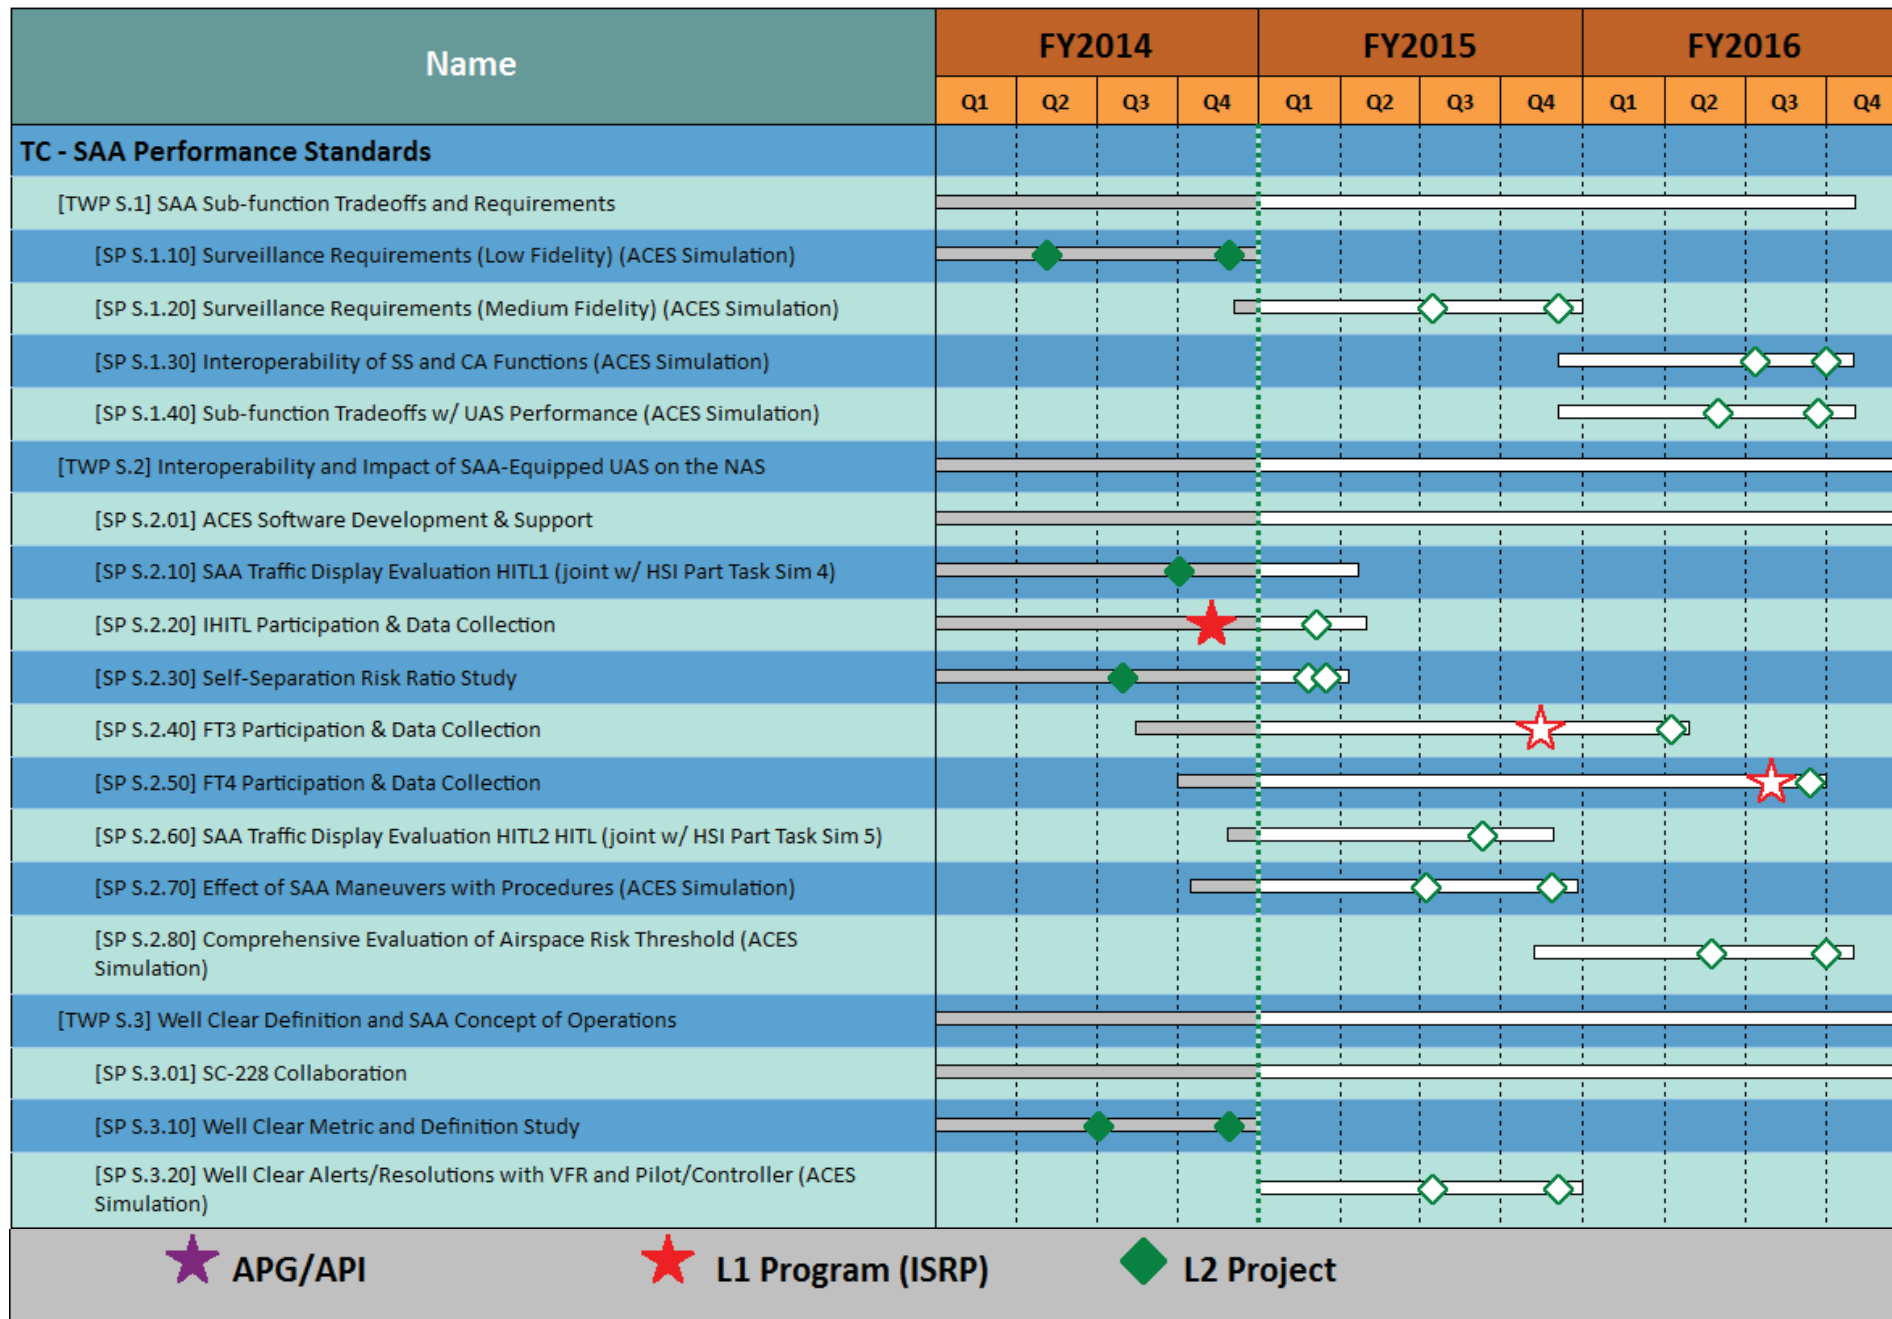 Name
FY2014 FY2015 FY2016
Q1 Q2 Q3 Q4 Q1 Q2 Q3 Q4 Q1 Q2 Q3 Q4
TC - SAA Performance Standards
[TWP S.1] SAA Sub-function Tradeoffs and Requirements
[SP S.1.10] Surveillance Requirements (Low Fidelity) (ACES Simulation)
[SP S.1.20] Surveillance Requirements (Medium Fidelity) (ACES Simulation)
[SP S.1.30] Interoperability of SS and CA Functions (ACES Simulation)
[SP S.1.40] Sub-function Tradeoffs w/ UAS Performance (ACES Simulation)
[TWP S.2] Interoperability and Impact of SAA-Equipped UAS on the NAS
[SP S.2.01] ACES Software Development & Support
[SP S.2.10] SAA Traffic Display Evaluation HITL1 (joint w/ HSI Part Task Sim 4)
[SP S.2.20] IHITL Participation & Data Collection
[SP S.2.30] Self-Separation Risk Ratio Study
[SP S.2.40] FT3 Participation & Data Collection
[SP S.2.50] FT4 Participation & Data Collection
[SP S.2.60] SAA Traffic Display Evaluation HITL2 HITL (joint w/ HSI Part Task Sim 5)
[SP S.2.70] Effect of SAA Maneuvers with Procedures (ACES Simulation)
[SP S.2.80] Comprehensive Evaluation of Airspace Risk Threshold (ACES
Simulation)
[TWP S.3] Well Clear Definition and SAA Concept of Operations
[SP S.3.01] SC-228 Collaboration
[SP S.3.10] Well Clear Metric and Definition Study
[SP S.3.20] Well Clear Alerts/Resolutions with VFR and Pilot/Controller (ACES
Simulation)
APG/API L1 Program (ISRP) L2 Project